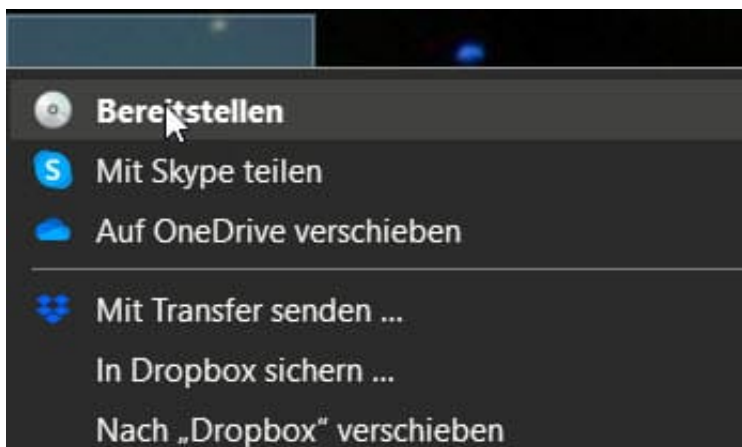 Bereitstellen
Mit Skype teilen
Auf OneDrive verschieben
Mit Transfer senden ...
In Dropbox sichern ...
Nach „Dropbox“ verschieben